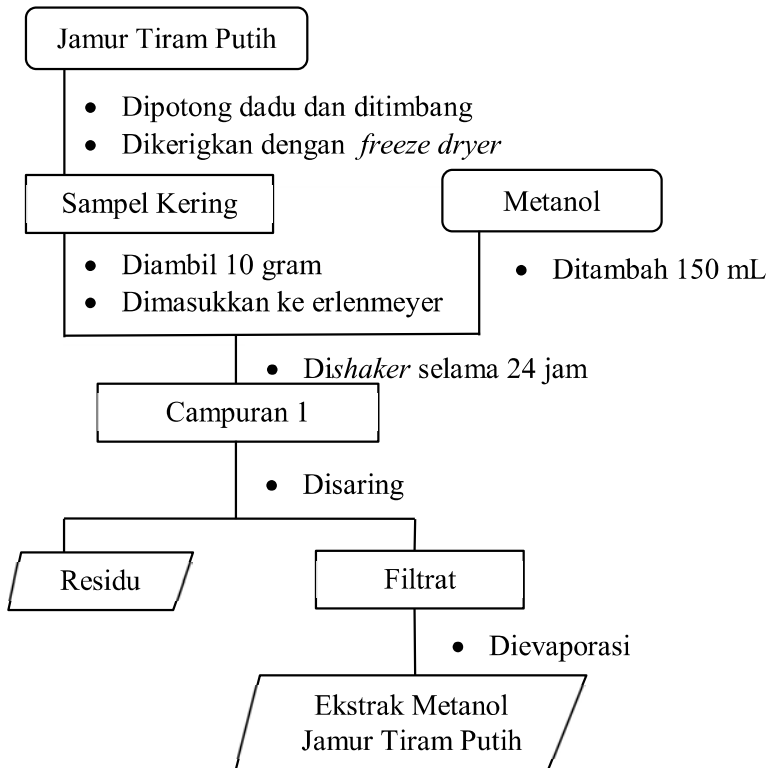 Jamur Tiram Putih
• Dipotong dadu dan ditimbang
• Dikerigkan dengan freeze dryer
Sampel Kering
Metanol
• Diambil 10 gram
• Dimasukkan ke erlenmeyer
• Ditambah 150 mL
• Dishaker selama 24 jam
Campuran 1
• Disaring
Residu
Filtrat
• Dievaporasi
Ekstrak Metanol
Jamur Tiram Putih